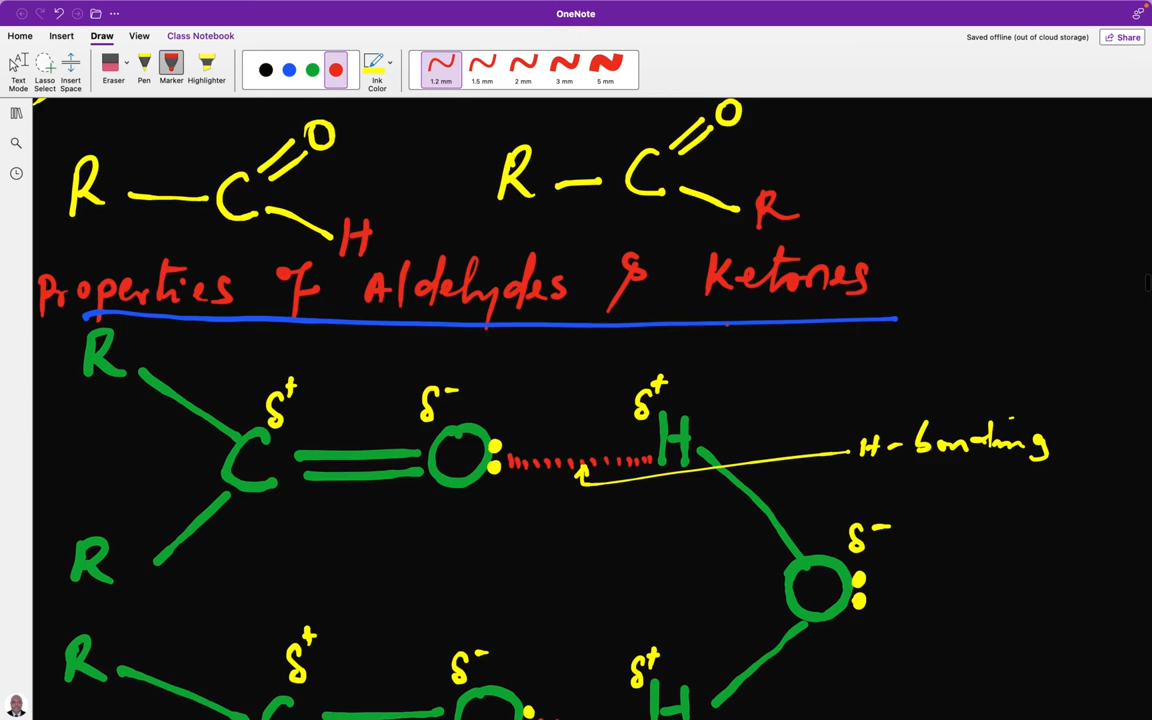 OneNote
Home Insert Draw View Class Notebook
Saved offline (out of cloud storage)
Share
Text Mode
Lasso Select
Insert Space
Eraser
Pen
Marker
Highlighter
Ink Color
1.2 mm
1.5 mm
2 mm
3 mm
5 mm
O O
R C R C
H R
Properties of Aldehydes & Ketones
R
δ+ δ- δ+
C O H H-bonding
δ-
R O
δ+ δ- δ+
R
C O H